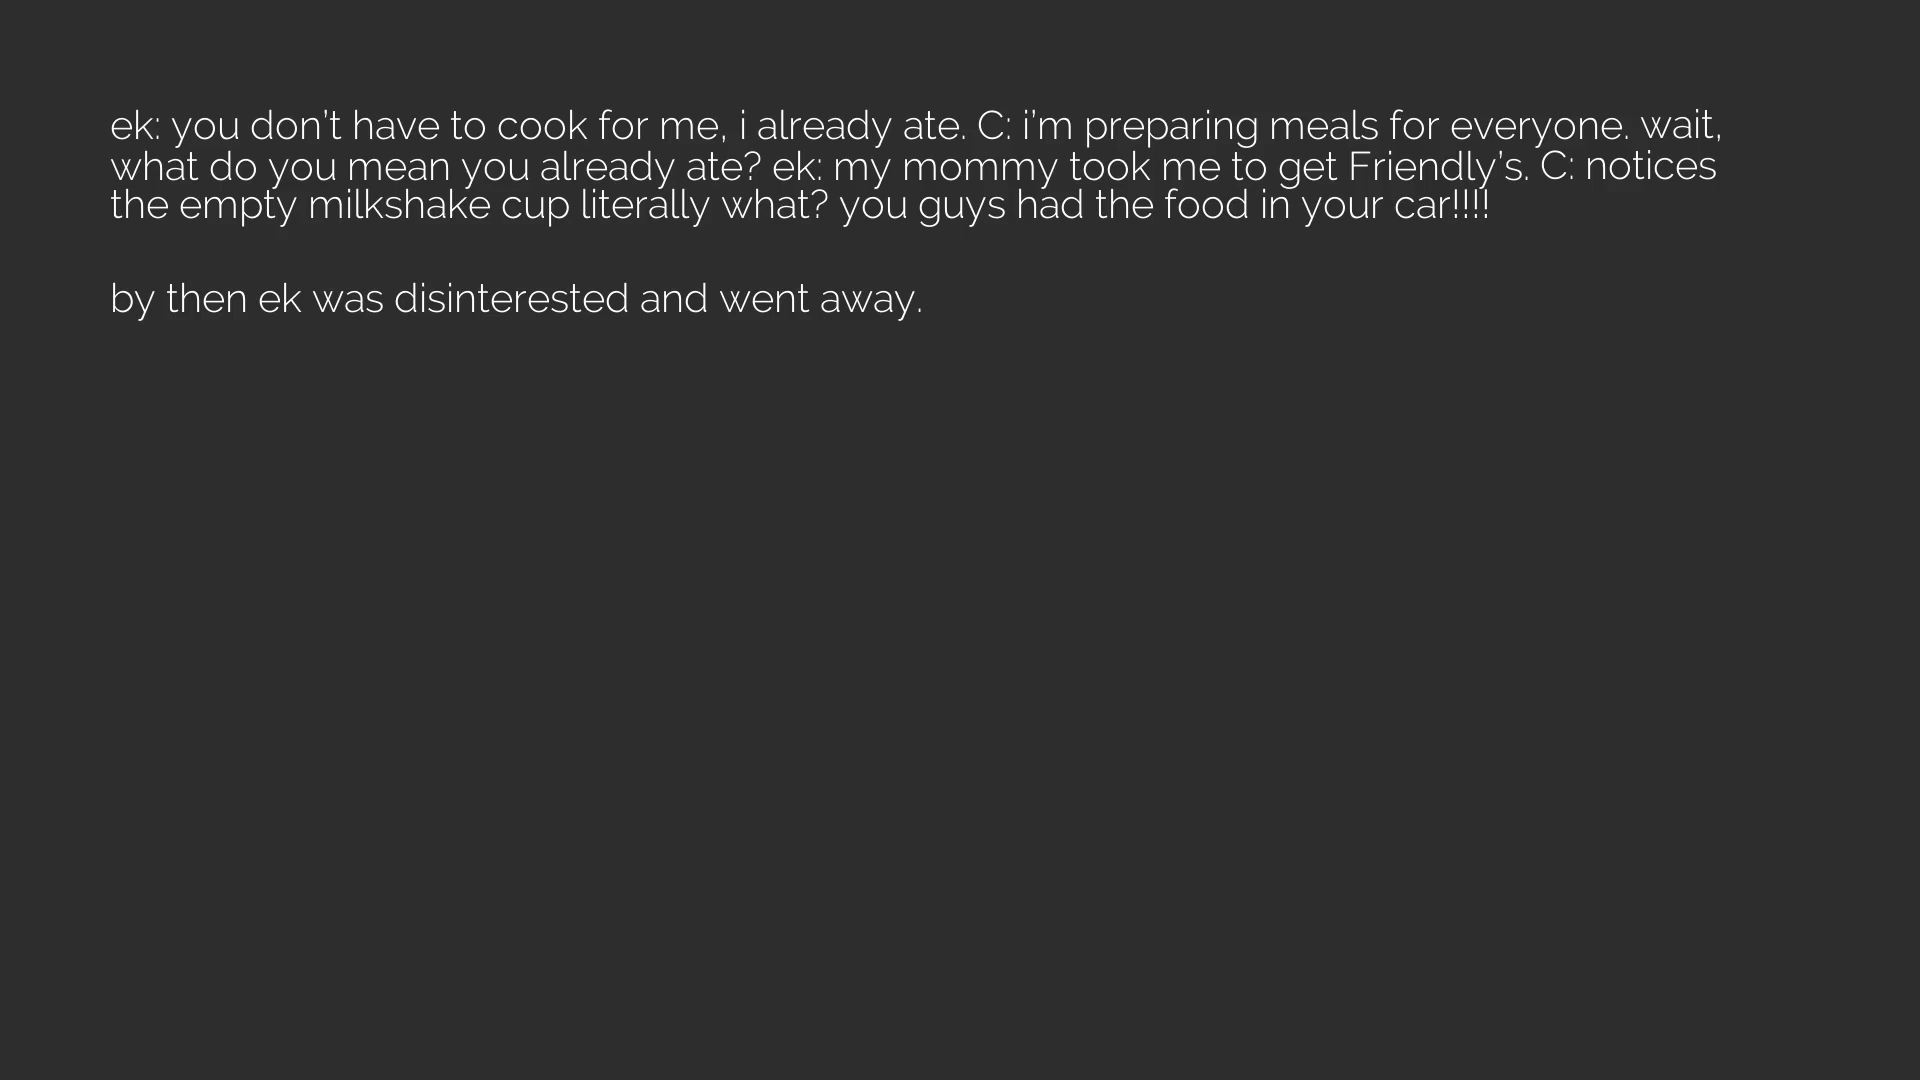 ek: you don't have to cook for me, i already ate. C: i'm preparing meals for everyone. wait,
what do you mean you already ate? ek: my mommy took me to get Friendly's. C: notices
the empty milkshake cup literally what? you guys had the food in your car!!!!
by then ek was disinterested and went away.